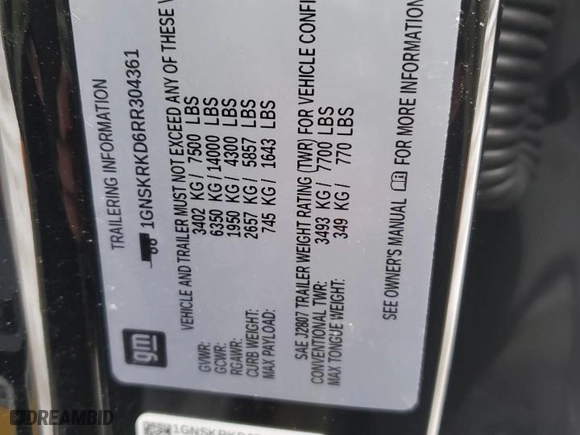 gm
TRAILERING INFORMATION
1GNSKRKD6RR304361
VEHICLE AND TRAILER MUST NOT EXCEED ANY OF THESE
GVWR: 3402 KG/ 7500 LBS
GCWR: 6350 KG/ 14000 LBS
RGAWR: 1950 KG/ 4300 LBS
CURB WEIGHT: 2657 KG/ 5857 LBS
MAX PAYLOAD: 745 KG/ 1643 LBS
SAE J2807 TRAILER WEIGHT RATING (TWR) FOR VEHICLE CONFI
CONVENTIONAL TWR: 3493 KG/ 7700 LBS
MAX TONGUE WEIGHT: 349 KG/ 770 LBS
SEE OWNER'S MANUAL FOR MORE INFORMATION
DREAMBID